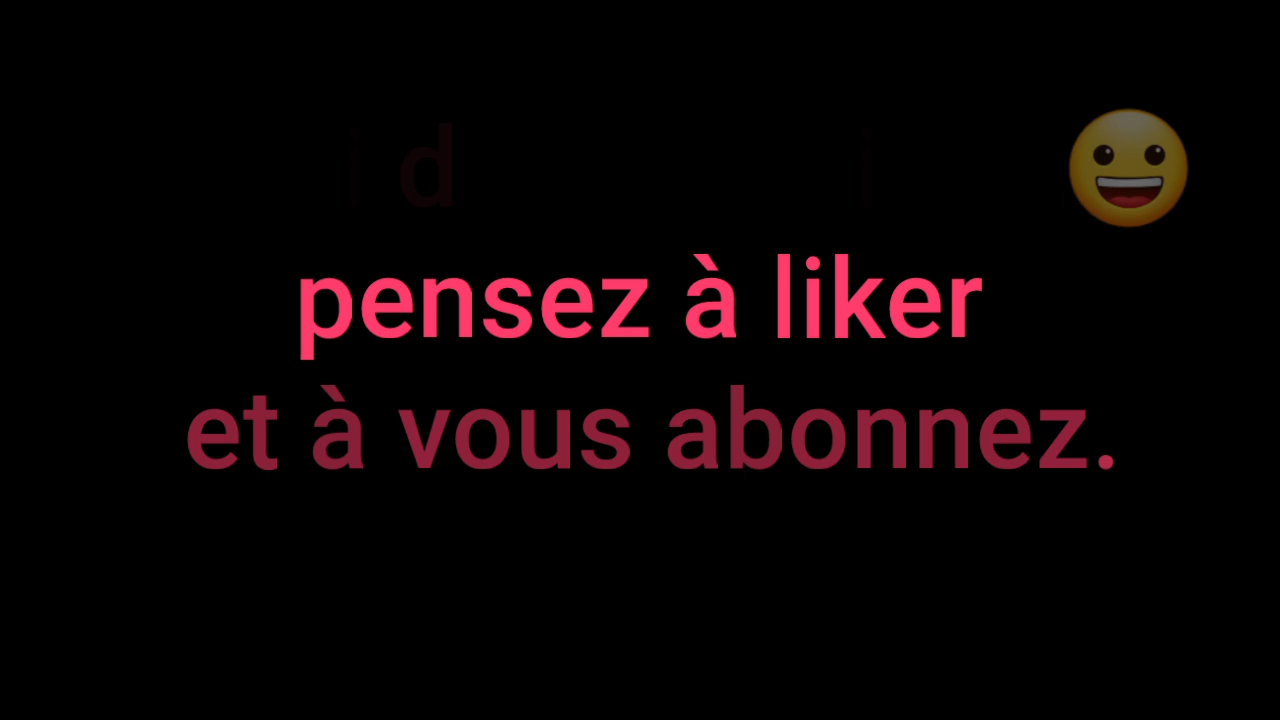 pensez à liker
et à vous abonnez.